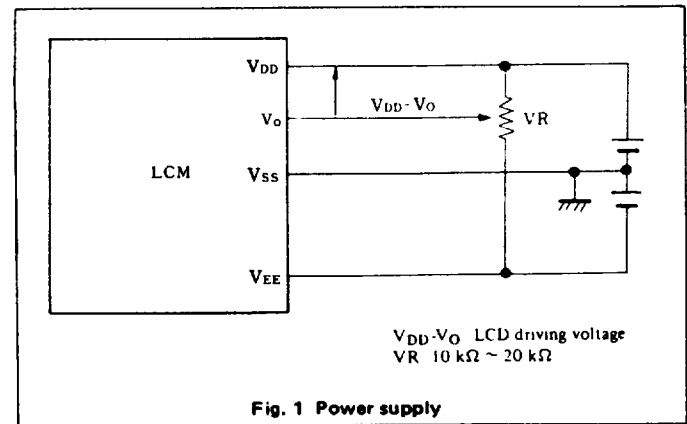 VDD
Vo
VDD-VO
VR
LCM
VSS
VEE
VDD-VO LCD driving voltage
VR 10 kΩ ~ 20 kΩ
Fig. 1 Power supply